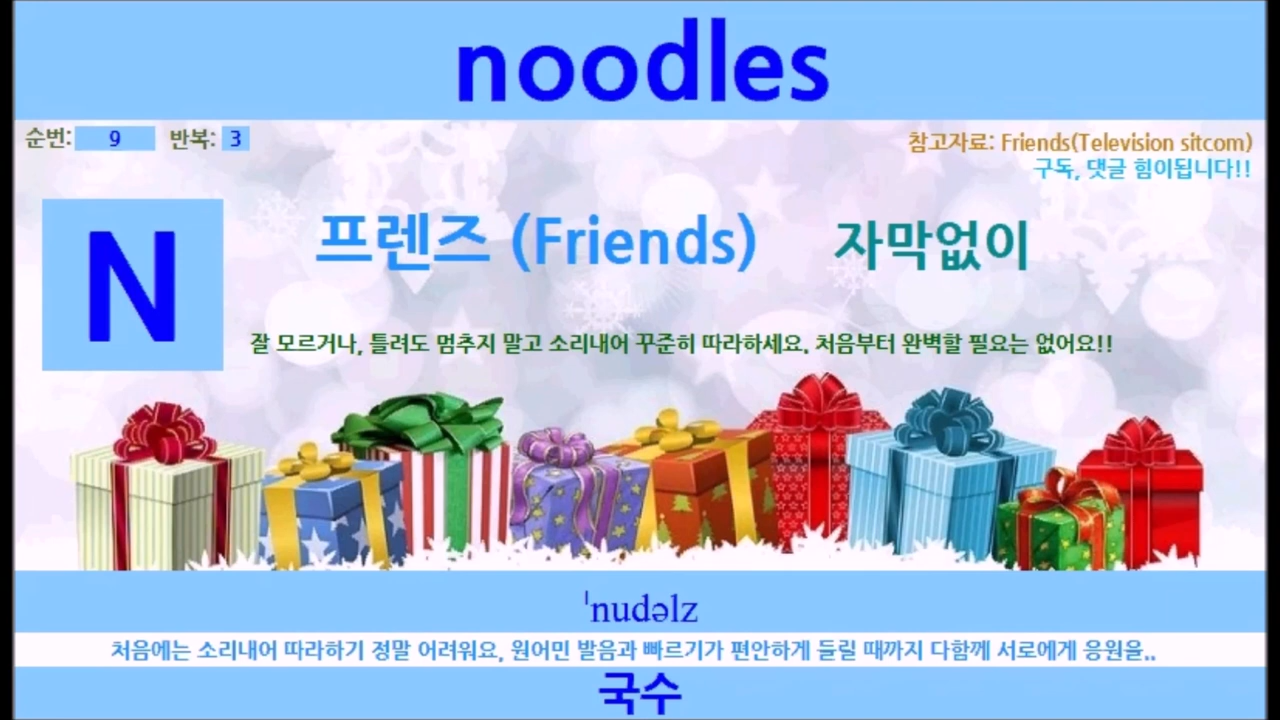 noodles
순번: 9 반복: 3
참고자료: Friends(Television sitcom)
구독, 댓글 힘이됩니다!!
N
프렌즈 (Friends) 자막없이
잘 모르거나, 틀려도 멈추지 말고 소리내어 꾸준히 따라하세요. 처음부터 완벽할 필요는 없어요!!
ˈnudəlz
처음에는 소리내어 따라하기 정말 어려워요, 원어민 발음과 빠르기가 편안하게 들릴 때까지 다함께 서로에게 응원을..
국수